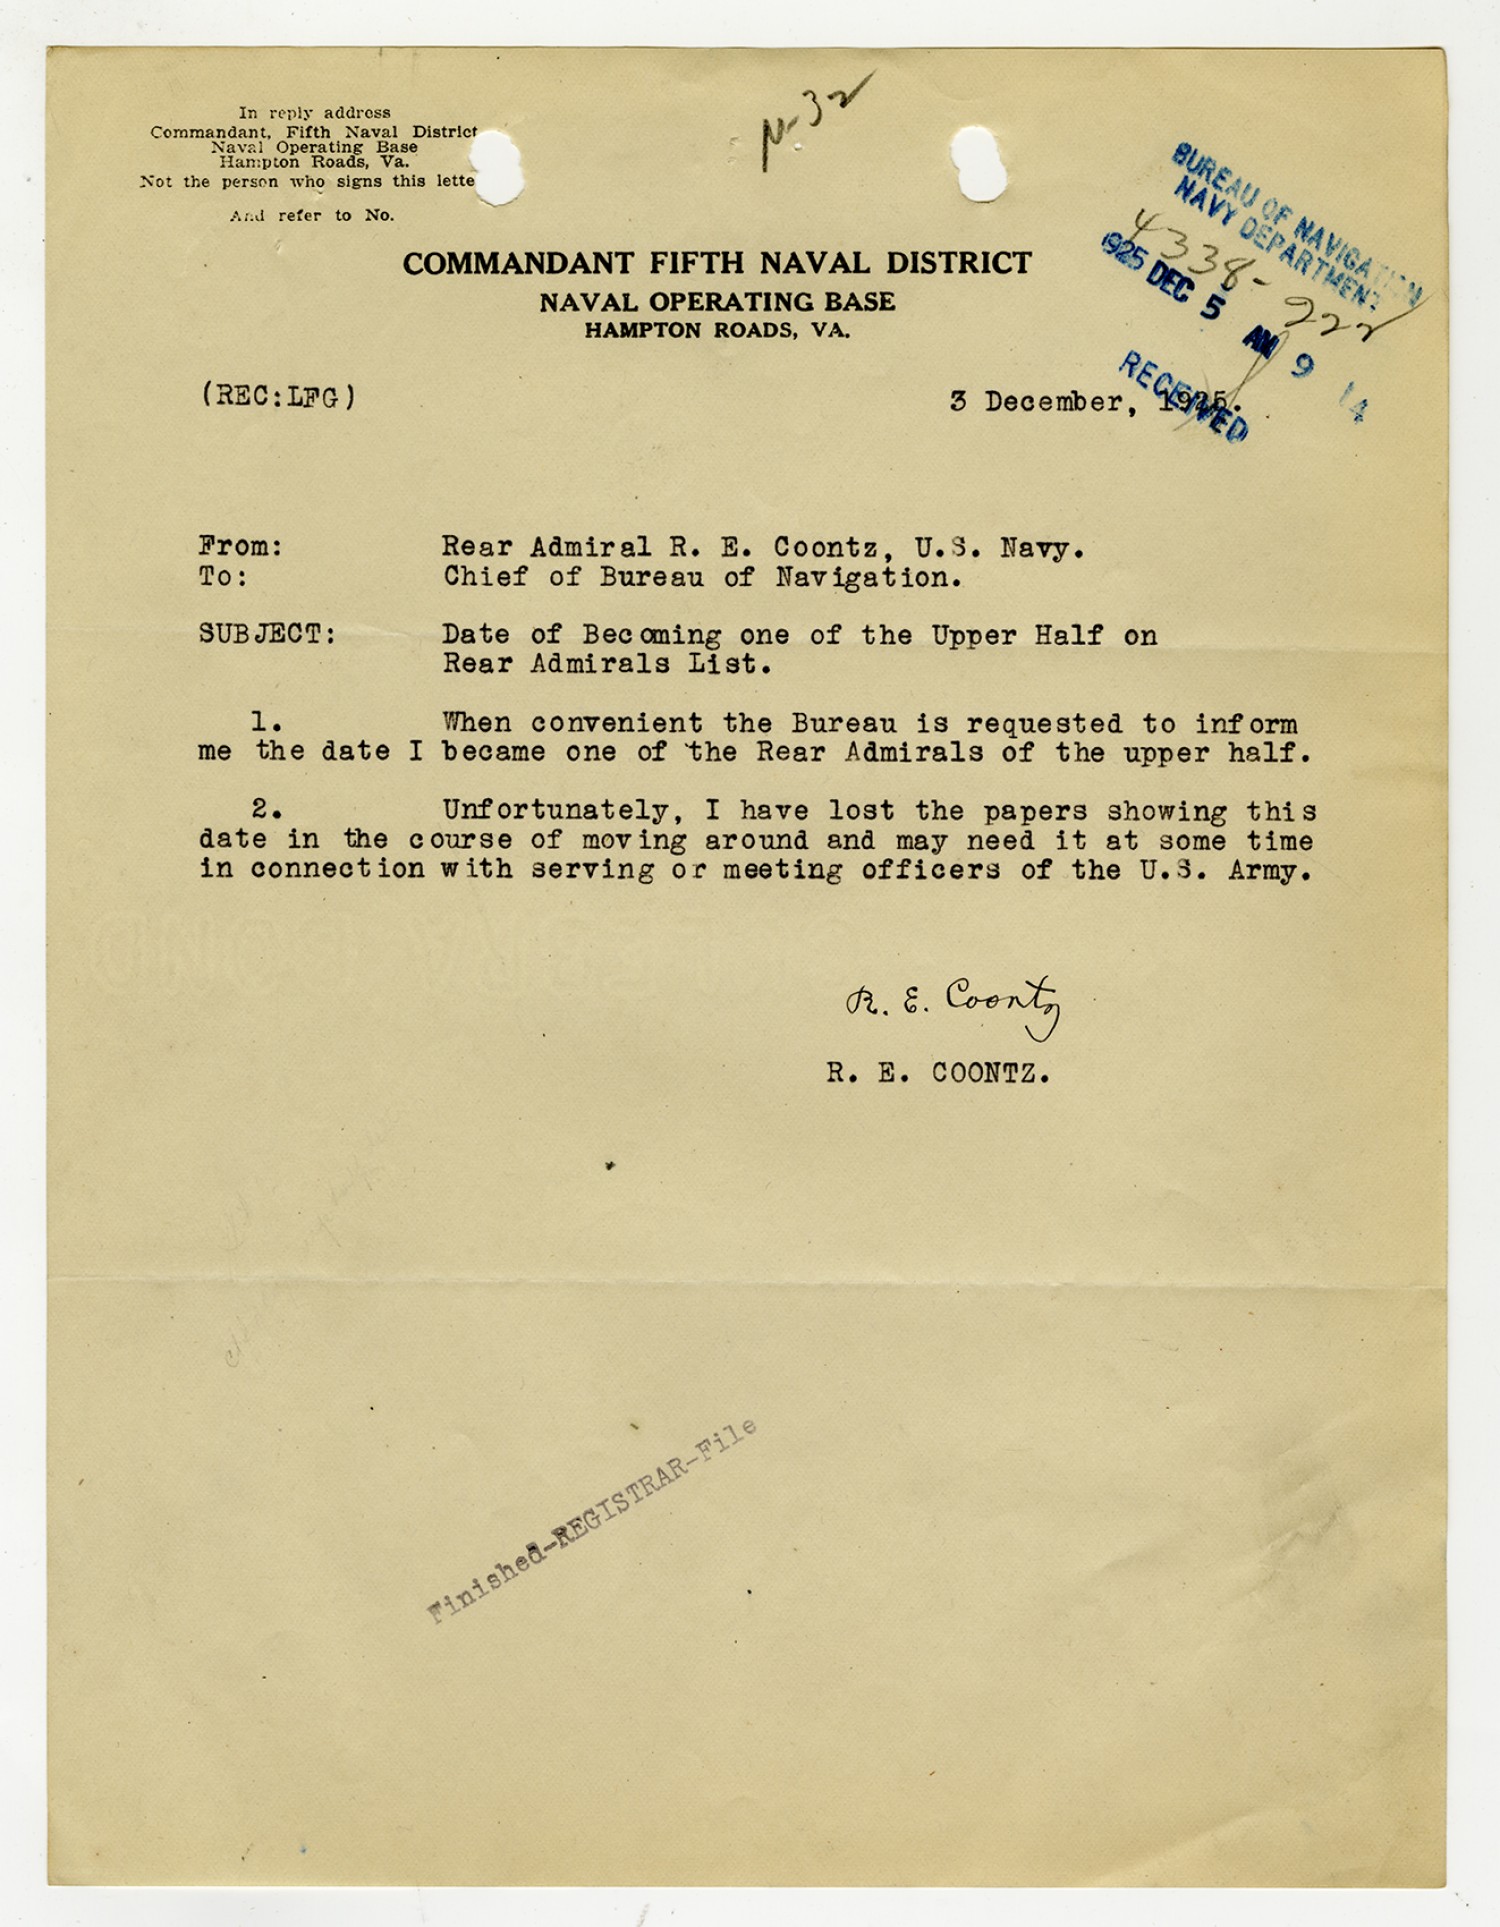 In reply address
Commandant, Fifth Naval District
Naval Operating Base
Hampton Roads, Va.
Not the person who signs this lette
And refer to No.
N-32
BUREAU OF NAVIGATION
NAVY DEPARTMENT
4338-222
1925 DEC 5 AM 9 14
RECEIVED
COMMANDANT FIFTH NAVAL DISTRICT
NAVAL OPERATING BASE
HAMPTON ROADS, VA.
(REC:LFG)
3 December, 1925.
From: Rear Admiral R. E. Coontz, U.S. Navy.
To: Chief of Bureau of Navigation.
SUBJECT: Date of Becoming one of the Upper Half on
Rear Admirals List.
1. When convenient the Bureau is requested to inform
me the date I became one of the Rear Admirals of the upper half.
2. Unfortunately, I have lost the papers showing this
date in the course of moving around and may need it at some time
in connection with serving or meeting officers of the U.S. Army.
R. E. Coontz
R. E. COONTZ.
Finished-REGISTRAR-File